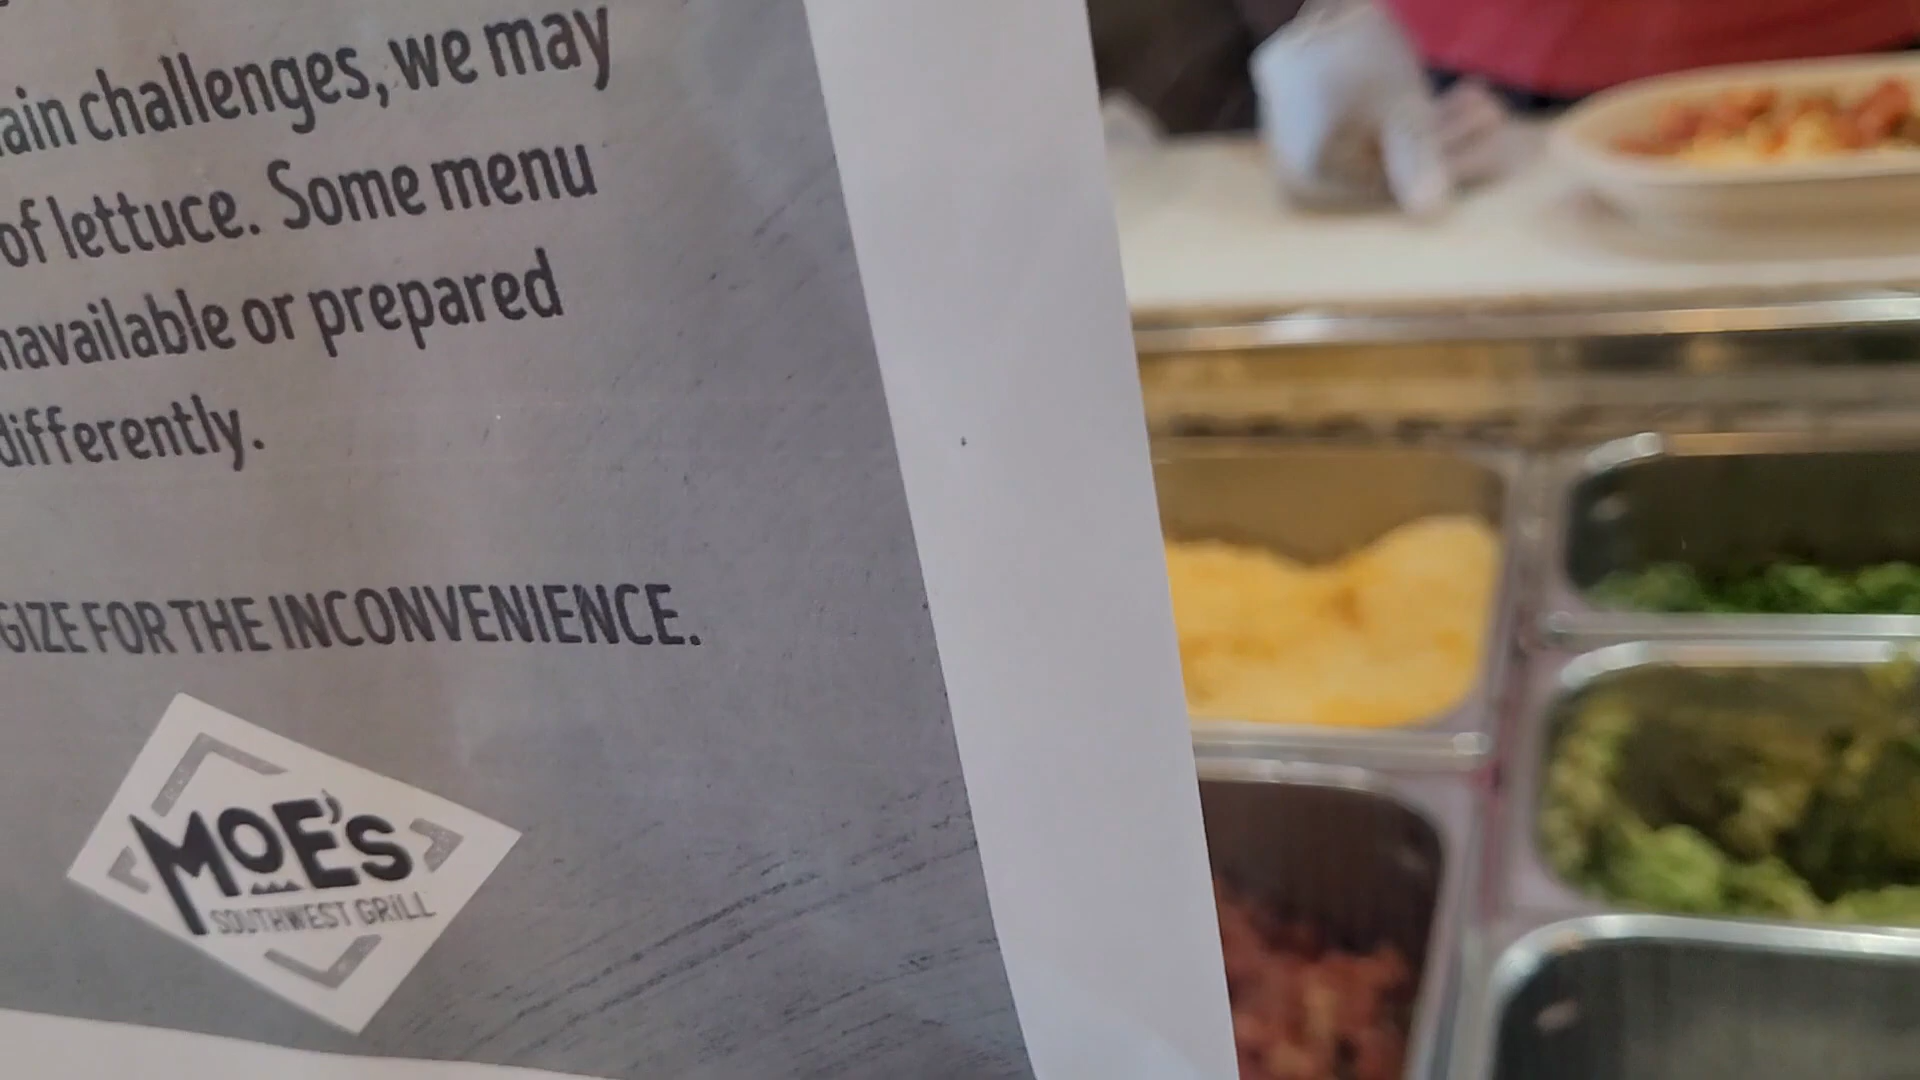 ain challenges, we may
of lettuce. Some menu
navailable or prepared
differently.
GIZE FOR THE INCONVENIENCE.
MOE'S
SOUTHWEST GRILL